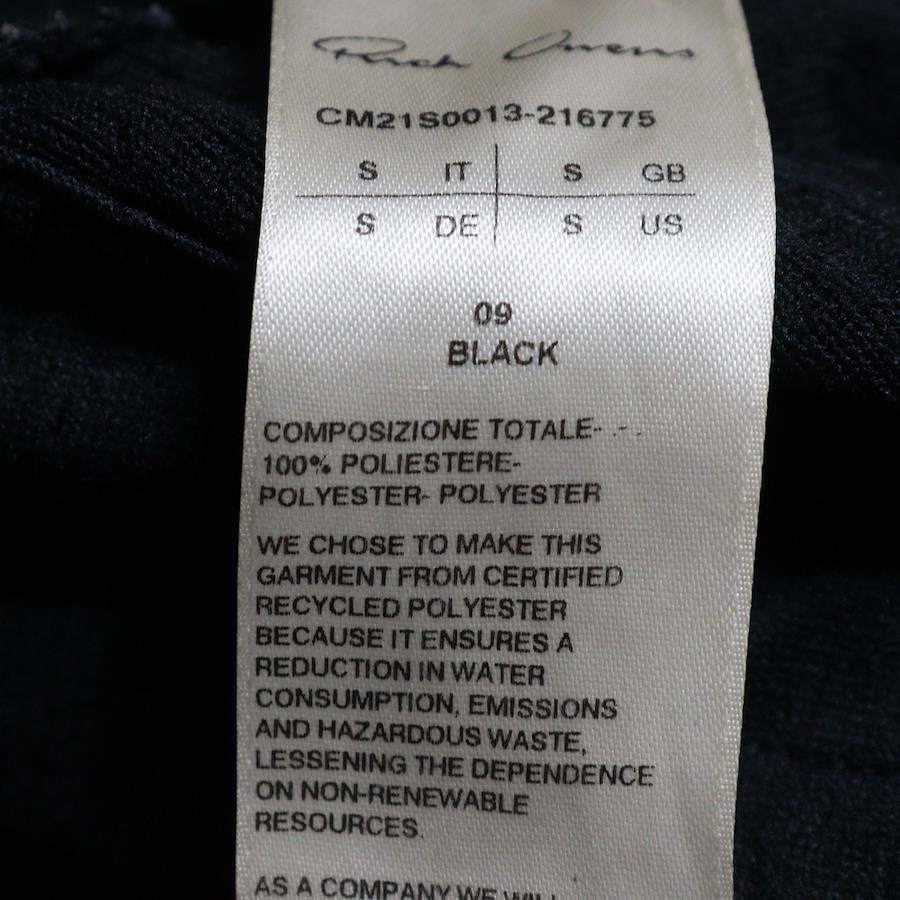 Rick Owens
CM21S0013-216775
S IT S GB
S DE S US
09
BLACK
COMPOSIZIONE TOTALE- - -
100% POLIESTERE-
POLYESTER- POLYESTER
WE CHOSE TO MAKE THIS
GARMENT FROM CERTIFIED
RECYCLED POLYESTER
BECAUSE IT ENSURES A
REDUCTION IN WATER
CONSUMPTION, EMISSIONS
AND HAZARDOUS WASTE,
LESSENING THE DEPENDENCE
ON NON-RENEWABLE
RESOURCES.
AS A COMPANY WE WILL